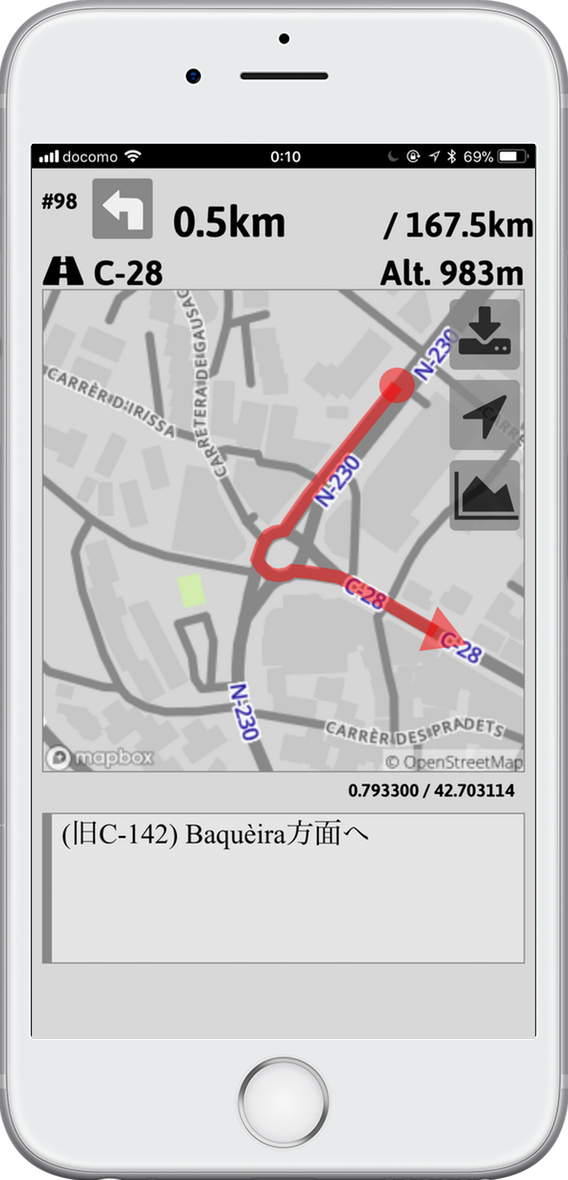 docomo 0:10 69%
#98 0.5km / 167.5km
C-28 Alt. 983m
N-230
CARRÈR D'IRISSA
CARRETERA DE GAUSAC
N-230
C-28
C-28
N-230
CARRÈR DES PRADETS
mapbox © OpenStreetMap
0.793300 / 42.703114
(旧C-142) Baquèira方面へ